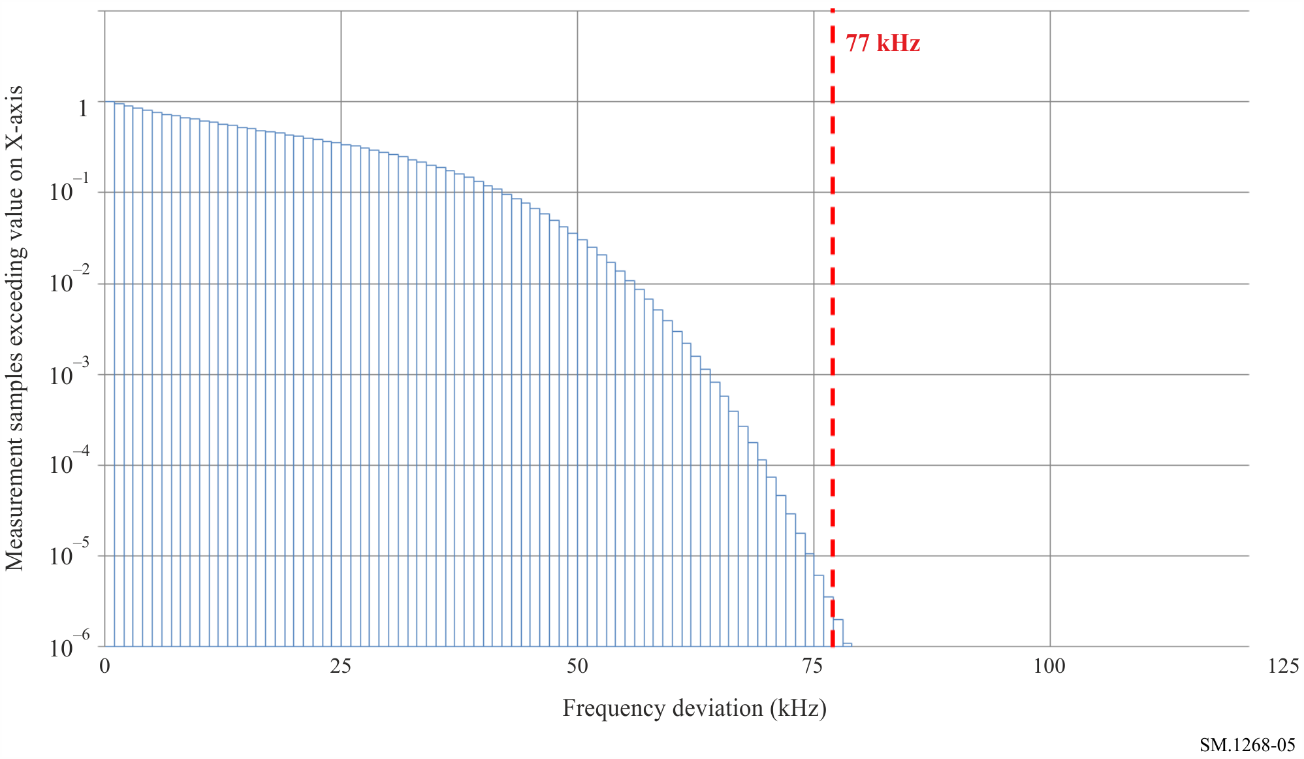 77 kHz
Measurement samples exceeding value on X-axis
1
10⁻¹
10⁻²
10⁻³
10⁻⁴
10⁻⁵
10⁻⁶
0 25 50 75 100 125
Frequency deviation (kHz)
SM.1268-05